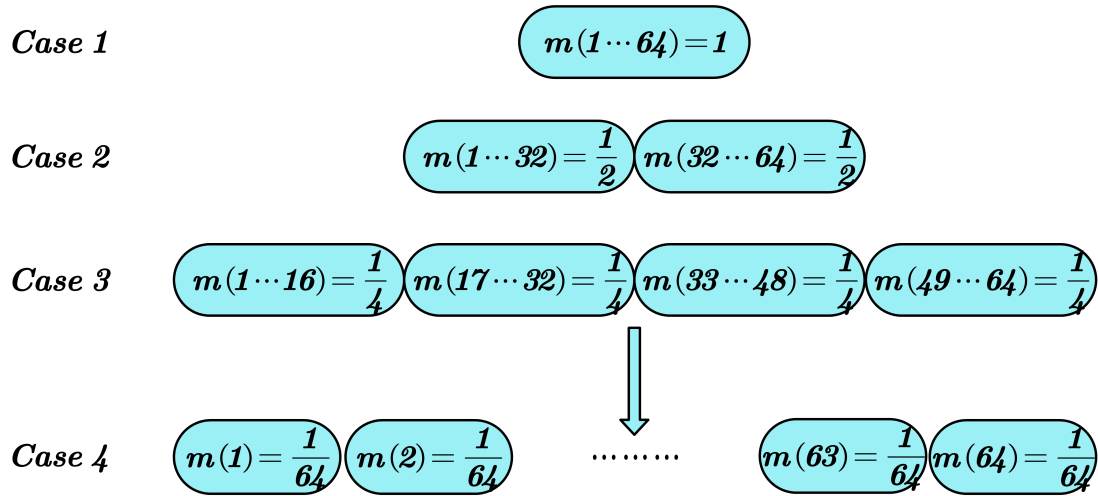 Case 1 m(1⋯64)=1
Case 2 m(1⋯32)=1/2 m(32⋯64)=1/2
Case 3 m(1⋯16)=1/4 m(17⋯32)=1/4 m(33⋯48)=1/4 m(49⋯64)=1/4
Case 4 m(1)=1/64 m(2)=1/64 ⋯⋯⋯ m(63)=1/64 m(64)=1/64